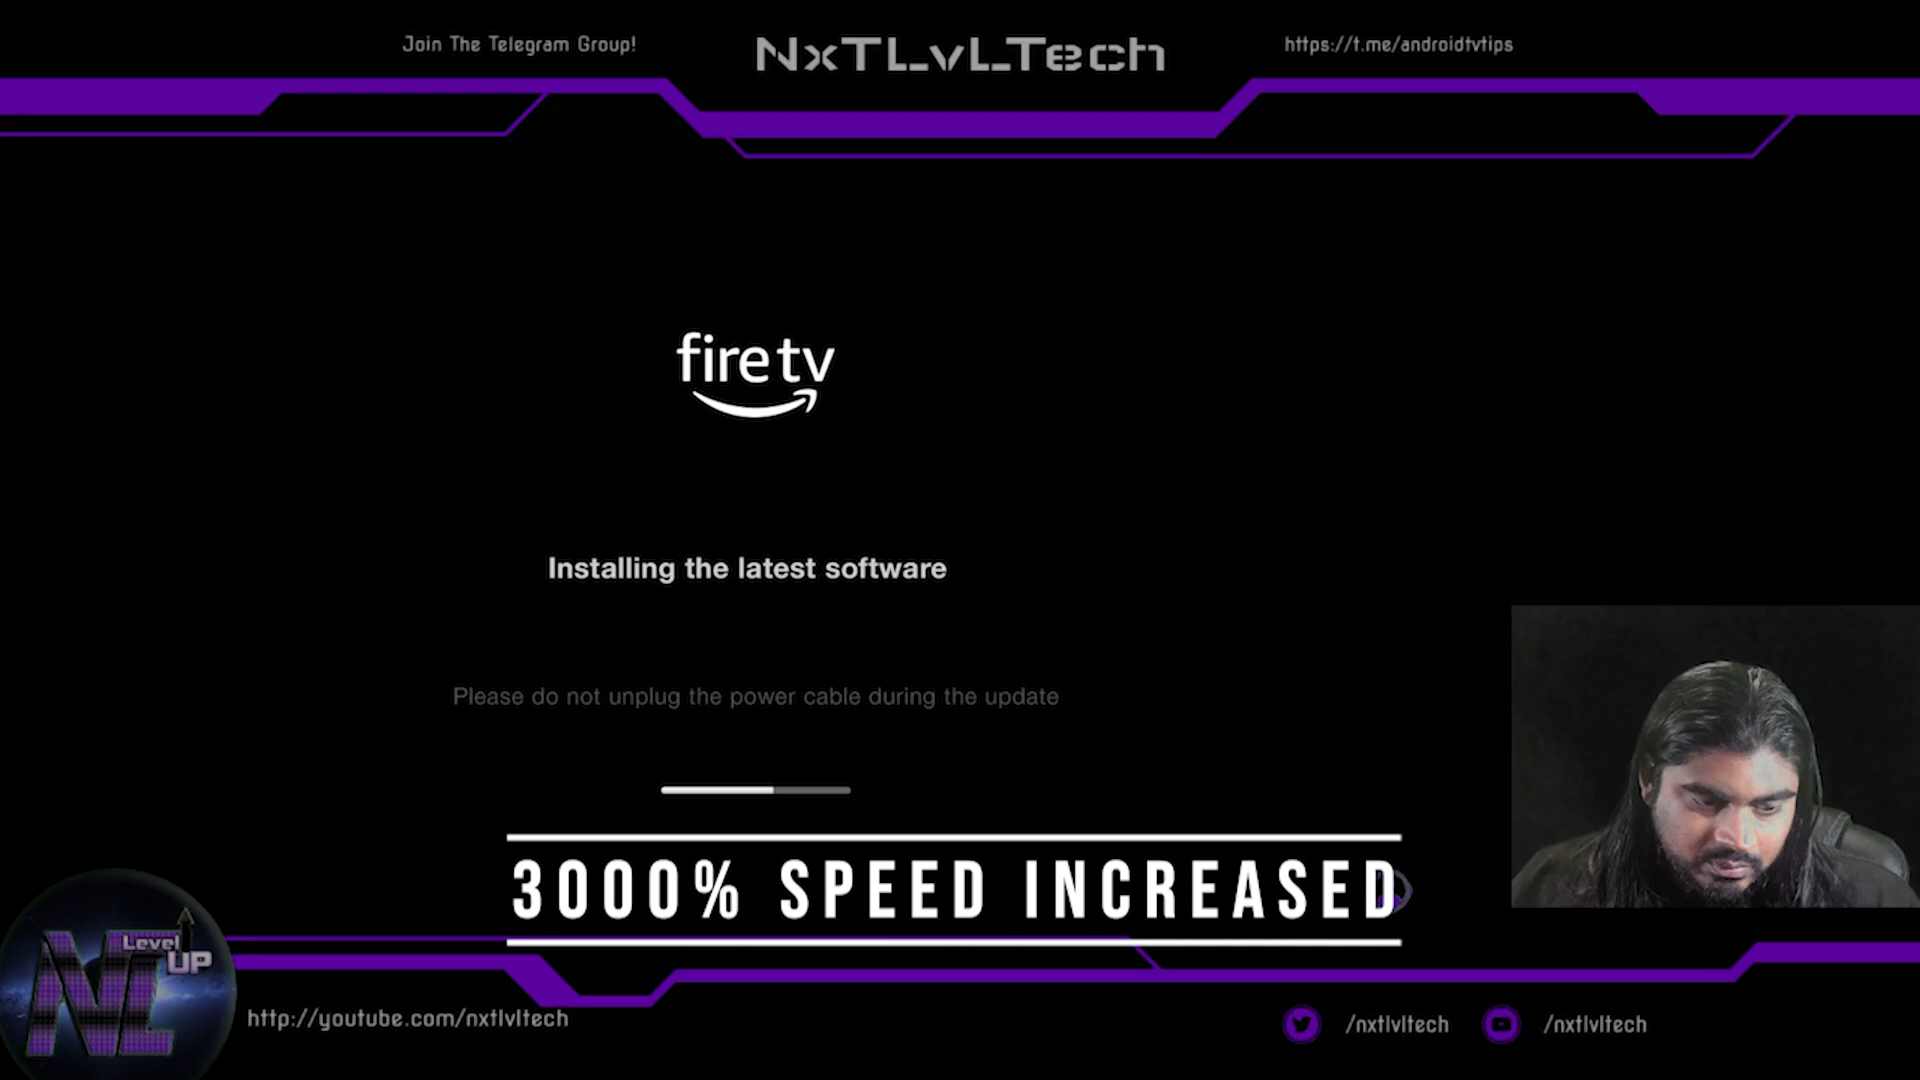 Join The Telegram Group!
NxTLvLTech
https://t.me/androidtvtips
fire tv
Installing the latest software
Please do not unplug the power cable during the update
3000% SPEED INCREASED
NL
Level
UP
http://youtube.com/nxtlvltech
/nxtlvltech
/nxtlvltech